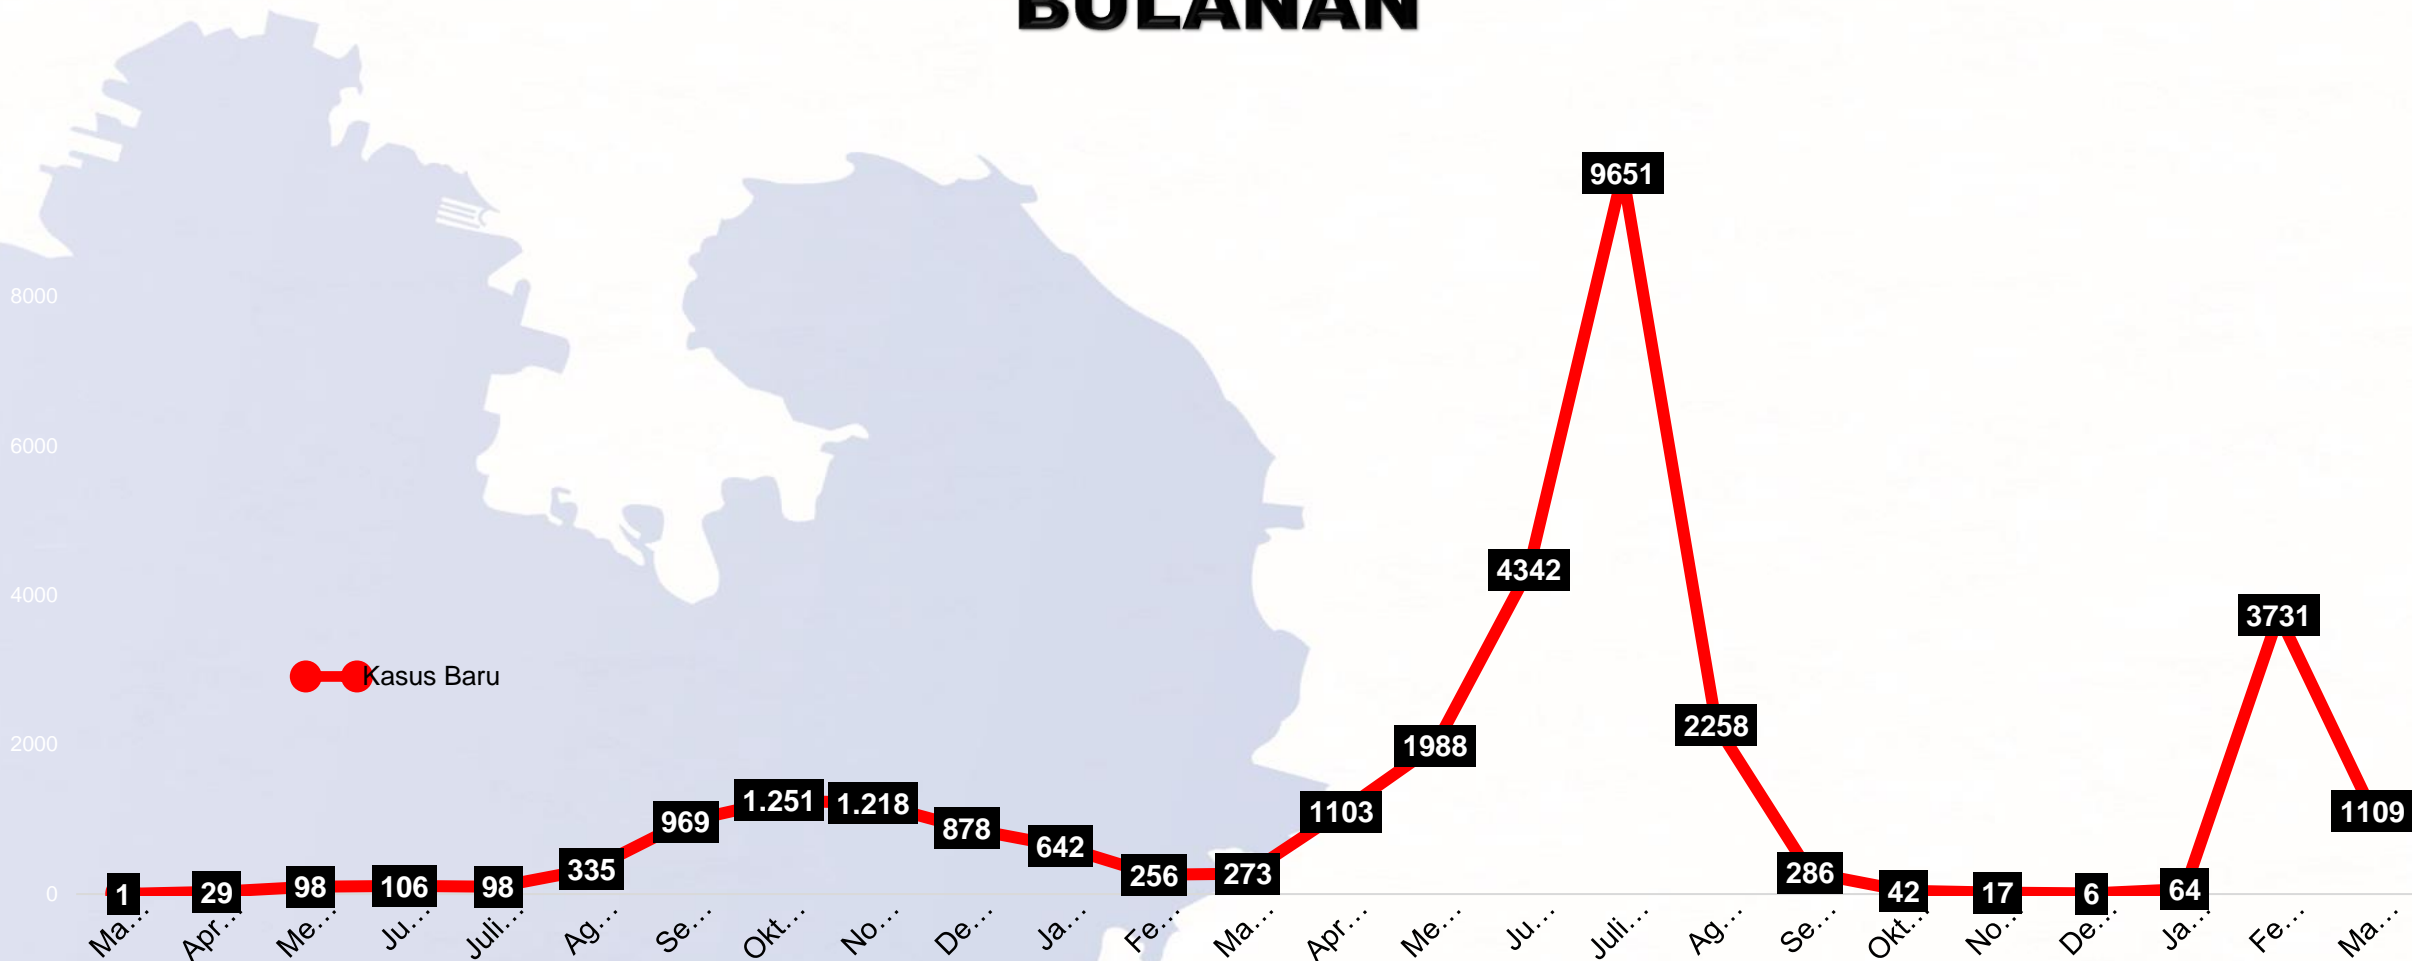 BULANAN
9651
8000
6000
4342
4000
3731
Kasus Baru
2258
2000
1988
1.251
1.218
1103
1109
969
878
642
335
256
273
286
0
1
29
98
106
98
42
17
6
64
Ma...
Apr...
Me...
Ju...
Juli...
Ag...
Se...
Okt...
No...
De...
Ja...
Fe...
Ma...
Apr...
Me...
Ju...
Juli...
Ag...
Se...
Okt...
No...
De...
Ja...
Fe...
Ma...